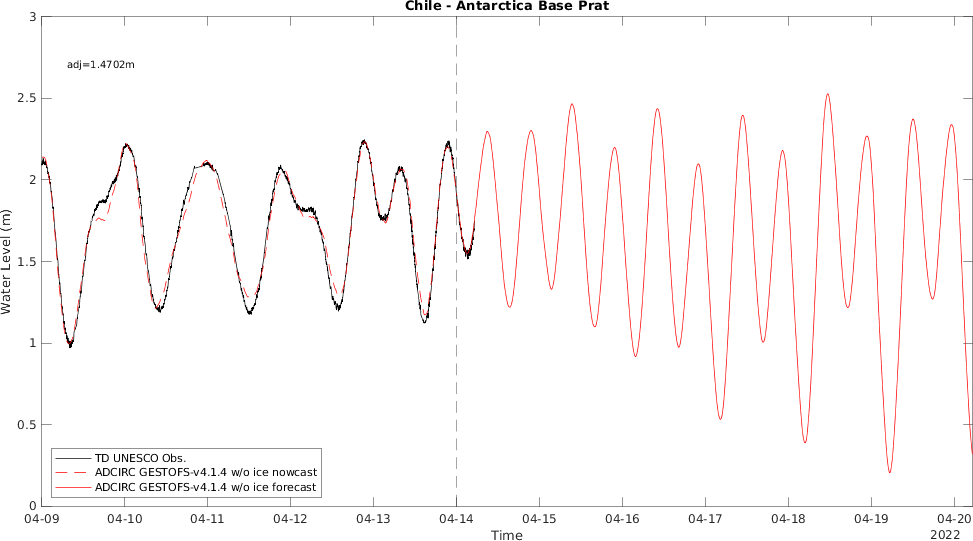 Chile - Antarctica Base Prat
3
adj=1.4702m
2.5
2
1.5
1
0.5
0
Water Level (m)
TD UNESCO Obs.
ADCIRC GESTOFS-v4.1.4 w/o ice nowcast
ADCIRC GESTOFS-v4.1.4 w/o ice forecast
04-09 04-10 04-11 04-12 04-13 04-14 04-15 04-16 04-17 04-18 04-19 04-20
Time 2022